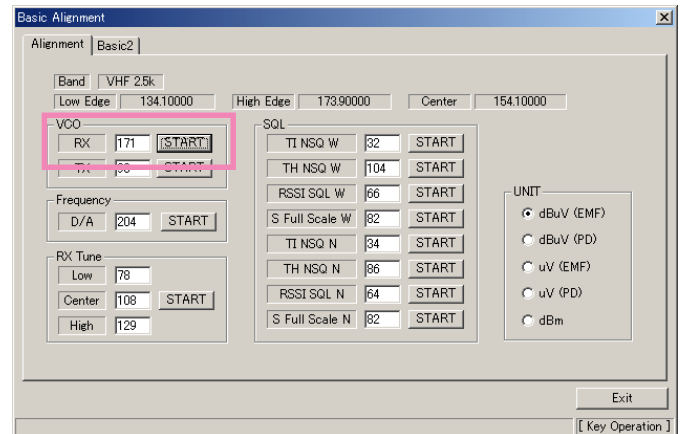 Basic Alignment
Alignment Basic2
Band VHF 2.5k
Low Edge 134.10000 High Edge 173.90000 Center 154.10000
VCO
RX 171 START
TX START
Frequency
D/A 204 START
RX Tune
Low 78
Center 108 START
High 129
SQL
TI NSQ W 32 START
TH NSQ W 104 START
RSSI SQL W 66 START
S Full Scale W 82 START
TI NSQ N 34 START
TH NSQ N 86 START
RSSI SQL N 64 START
S Full Scale N 82 START
UNIT
dBuV (EMF)
dBuV (PD)
uV (EMF)
uV (PD)
dBm
Exit
[ Key Operation ]